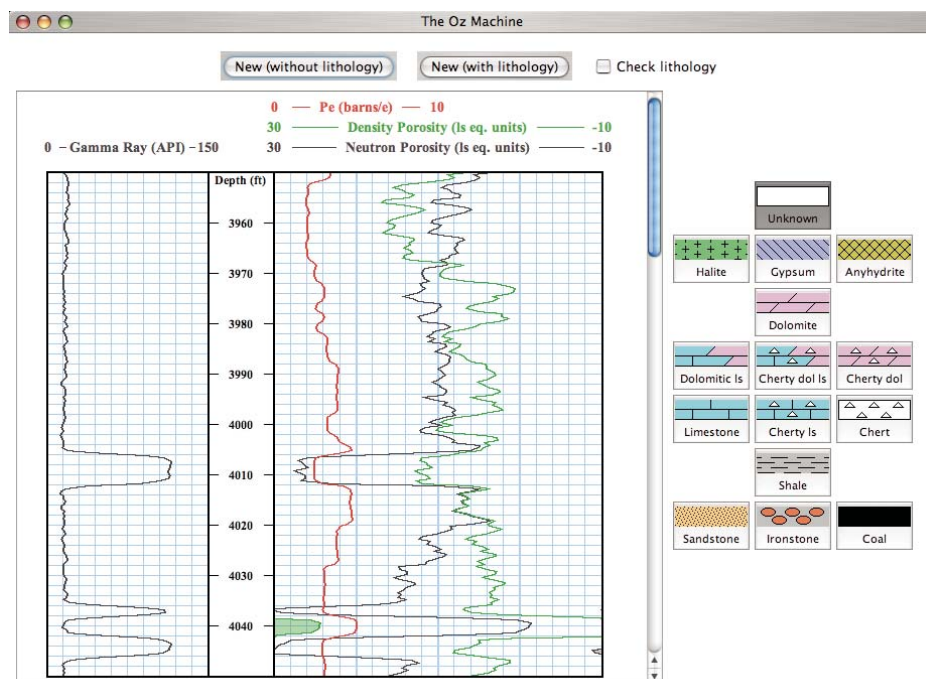 The Oz Machine
New (without lithology) New (with lithology) Check lithology
0 — Pe (barns/e) — 10
30 — Density Porosity (ls eq. units) — -10
0 – Gamma Ray (API) –150 30 — Neutron Porosity (ls eq. units) — -10
Depth (ft)
3960
3970
3980
3990
4000
4010
4020
4030
4040
Unknown
Halite Gypsum Anyhydrite
Dolomite
Dolomitic ls Cherty dol ls Cherty dol
Limestone Cherty ls Chert
Shale
Sandstone Ironstone Coal